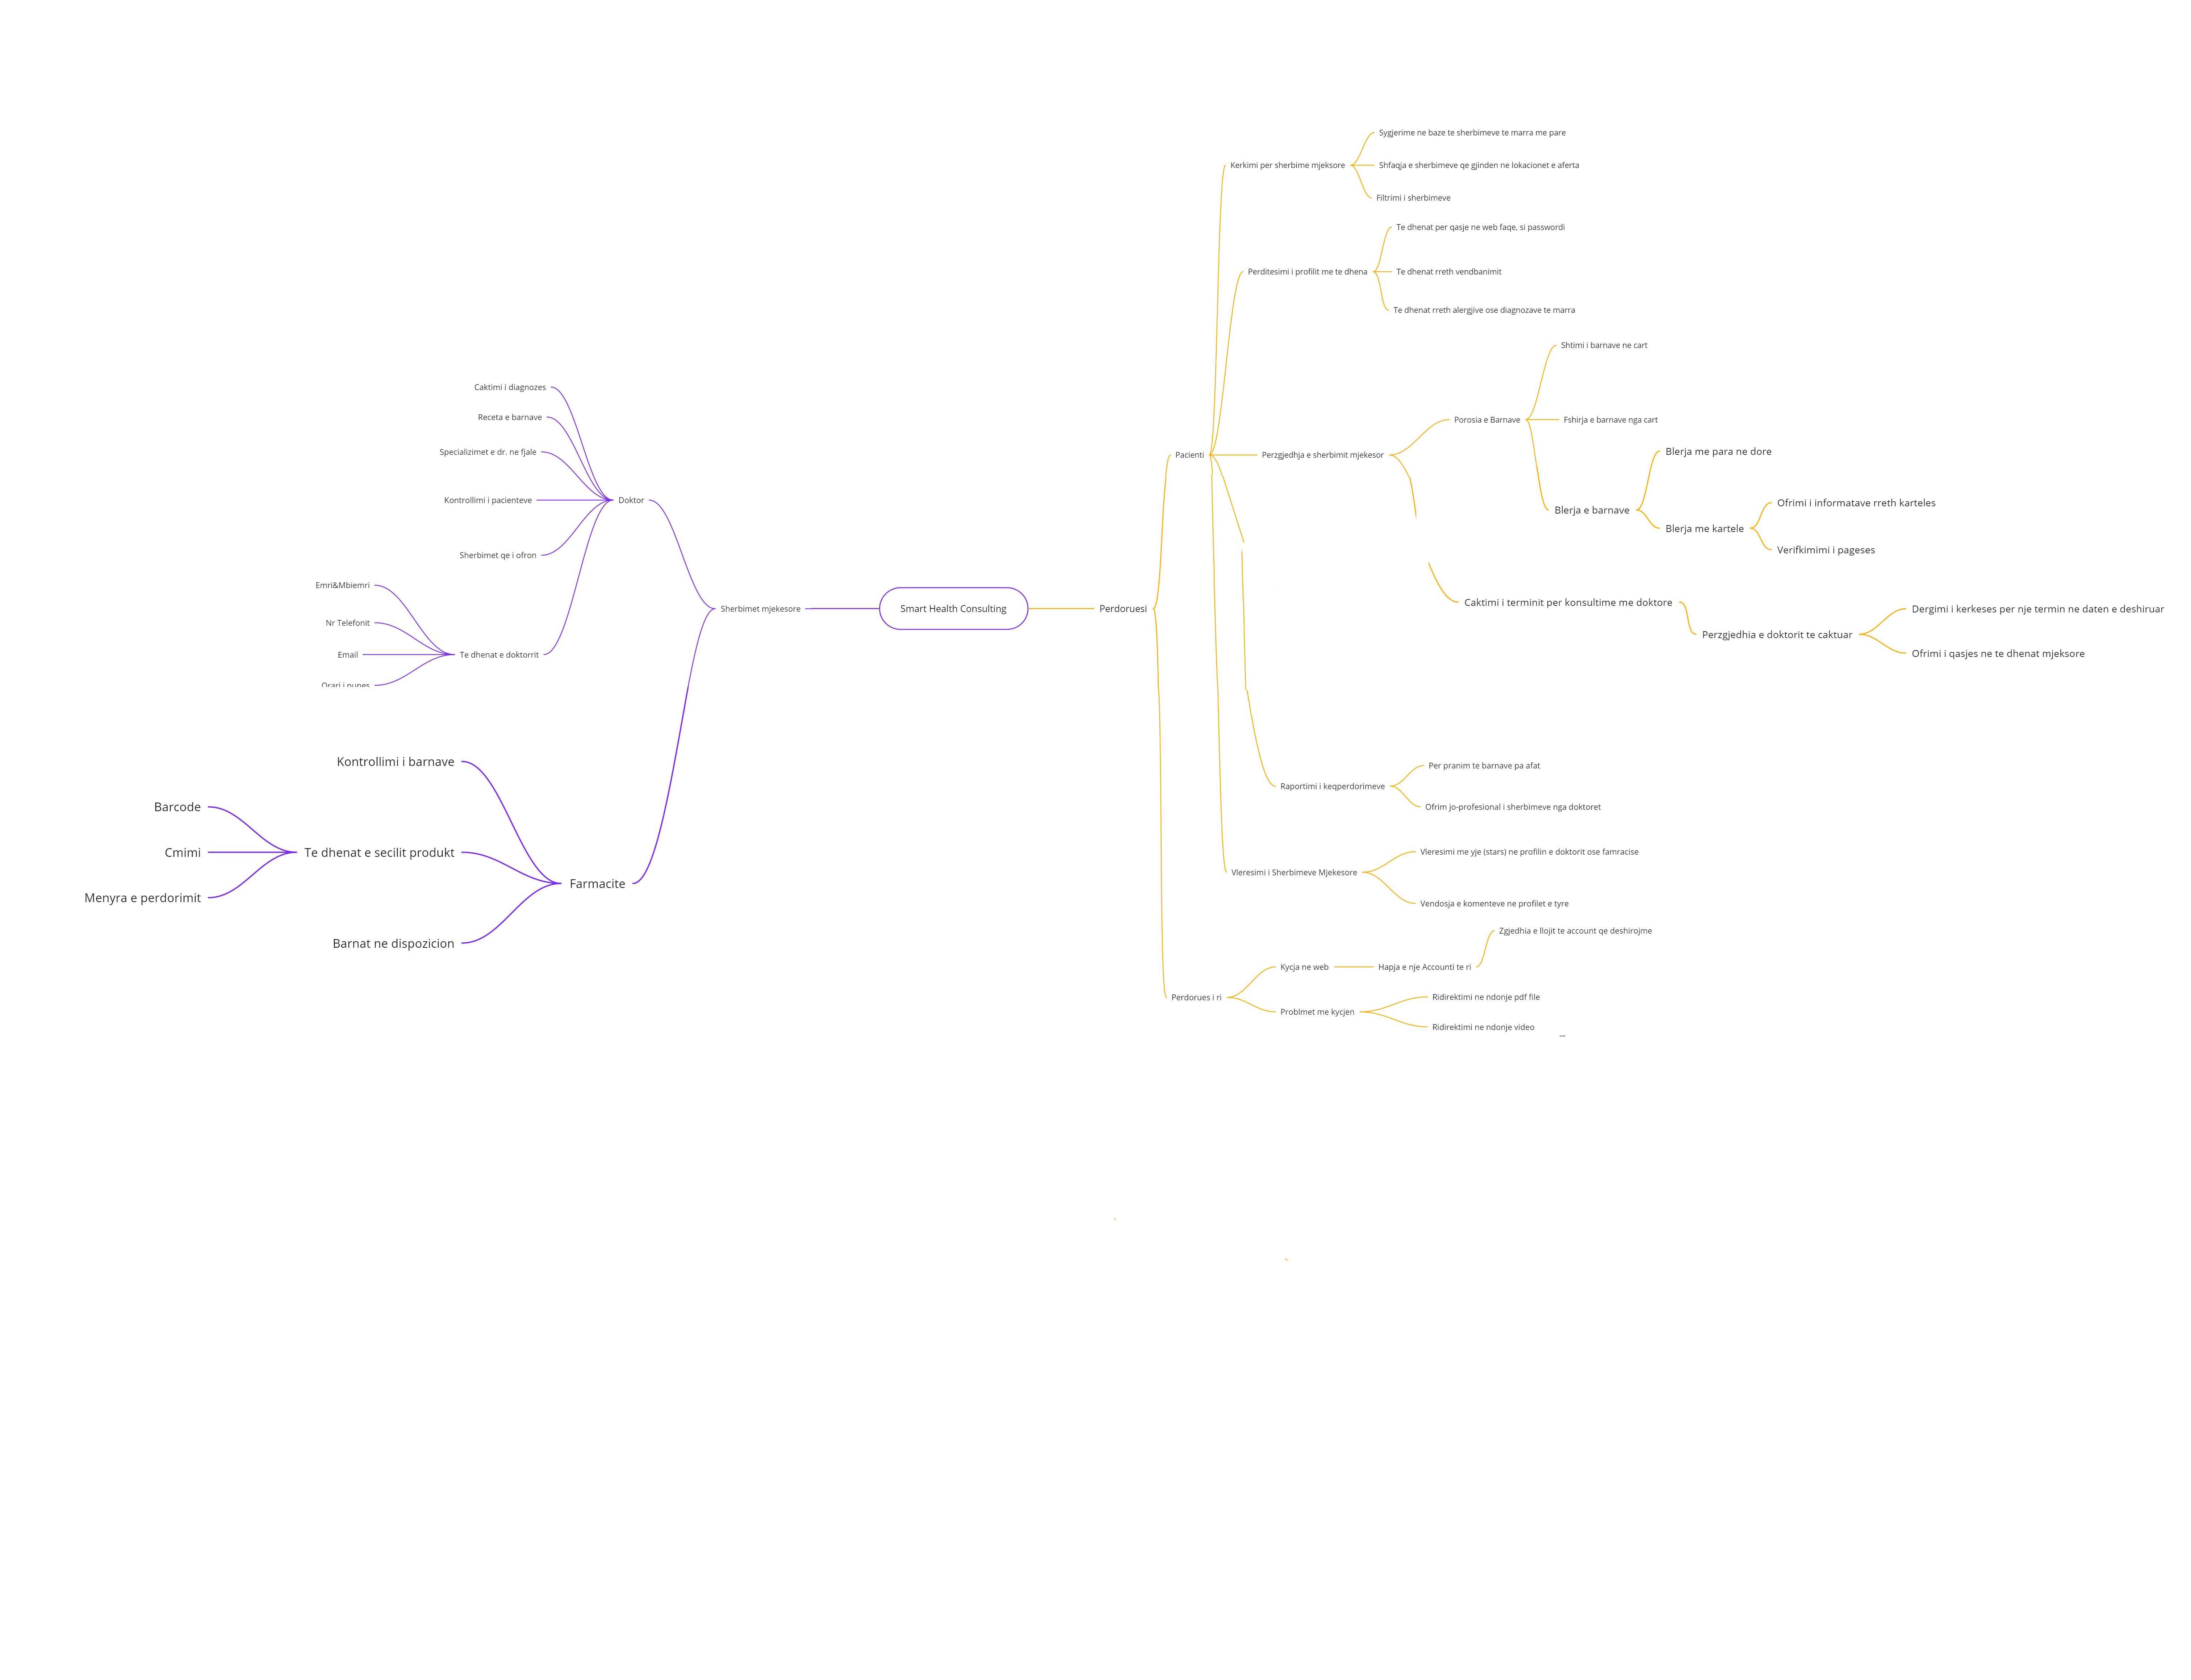 Smart Health Consulting
Sherbimet mjekesore
Doktor
Caktimi i diagnozes
Receta e barnave
Specializimet e dr. ne fjale
Kontrollimi i pacienteve
Sherbimet qe i ofron
Te dhenat e doktorrit
Emri&Mbiemri
Nr Telefonit
Email
Orari i punes
Farmacite
Kontrollimi i barnave
Te dhenat e secilit produkt
Barcode
Cmimi
Menyra e perdorimit
Barnat ne dispozicion
Perdoruesi
Pacienti
Kerkimi per sherbime mjeksore
Sygjerime ne baze te sherbimeve te marra me pare
Shfaqja e sherbimeve qe gjinden ne lokacionet e aferta
Filtrimi i sherbimeve
Perditesimi i profilit me te dhena
Te dhenat per qasje ne web faqe, si passwordi
Te dhenat rreth vendbanimit
Te dhenat rreth alergjive ose diagnozave te marra
Perzgjedhja e sherbimit mjekesor
Porosia e Barnave
Shtimi i barnave ne cart
Fshirja e barnave nga cart
Blerja e barnave
Blerja me para ne dore
Blerja me kartele
Ofrimi i informatave rreth karteles
Verifkimimi i pageses
Caktimi i terminit per konsultime me doktore
Perzgjedhia e doktorit te caktuar
Dergimi i kerkeses per nje termin ne daten e deshiruar
Ofrimi i qasjes ne te dhenat mjeksore
Raportimi i keqperdorimeve
Per pranim te barnave pa afat
Ofrim jo-profesional i sherbimeve nga doktoret
Vleresimi i Sherbimeve Mjekesore
Vleresimi me yje (stars) ne profilin e doktorit ose famracise
Vendosja e komenteve ne profilet e tyre
Perdorues i ri
Kycja ne web
Hapja e nje Accounti te ri
Zgjedhia e llojit te account qe deshirojme
Problmet me kycjen
Ridirektimi ne ndonje pdf file
Ridirektimi ne ndonje video